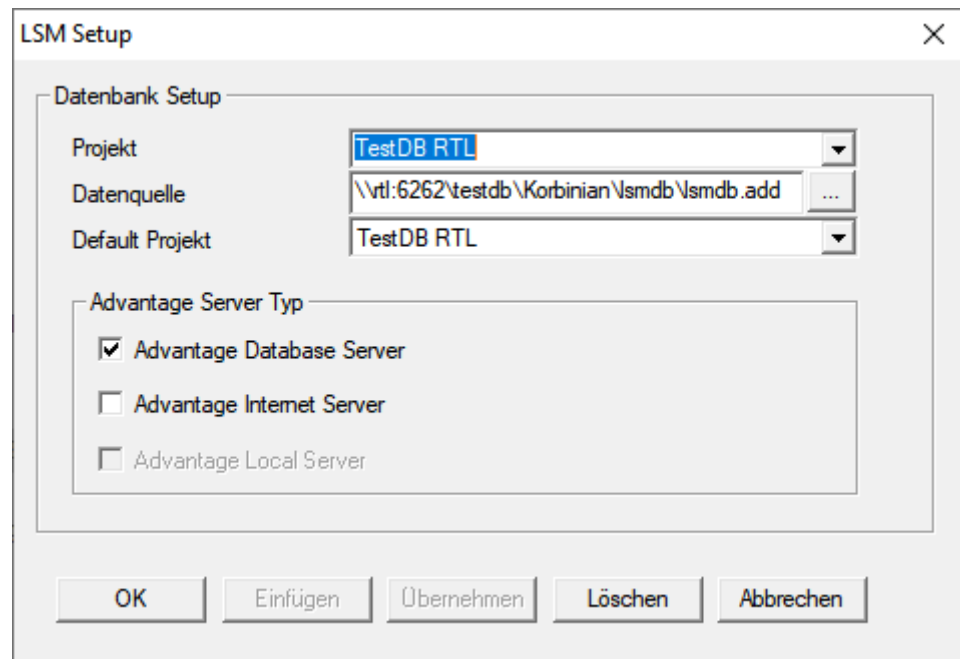 LSM Setup
Datenbank Setup
Projekt
TestDB RTL
Datenquelle
\\rtl:6262\testdb\Korbinian\lsmdb\lsmdb.add
...
Default Projekt
TestDB RTL
Advantage Server Typ
Advantage Database Server
Advantage Internet Server
Advantage Local Server
OK
Einfügen
Übernehmen
Löschen
Abbrechen